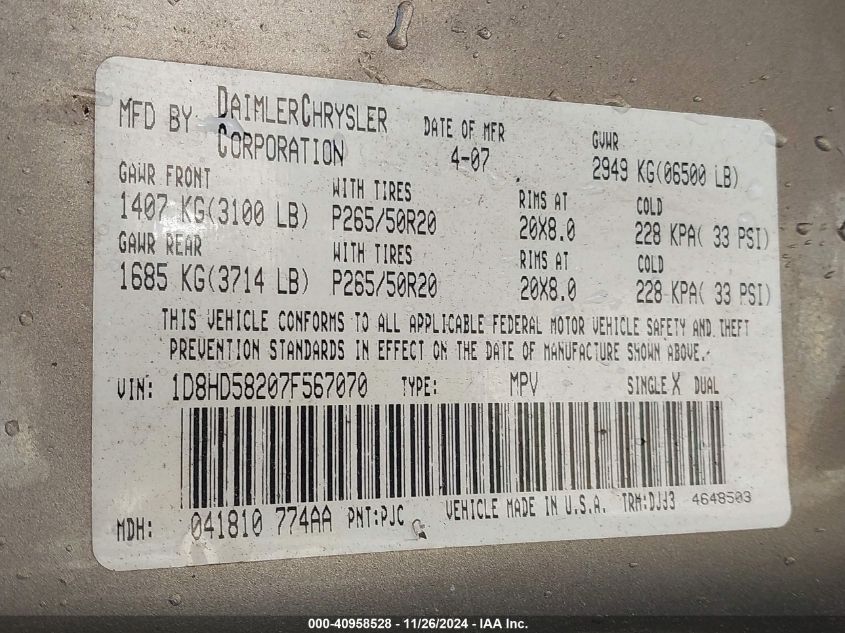 MFD BY DAIMLERCHRYSLER CORPORATION DATE OF MFR 4-07 GVWR 2949 KG(06500 LB)
GAWR FRONT WITH TIRES RIMS AT COLD
1407 KG(3100 LB) P265/50R20 20X8.0 228 KPA( 33 PSI)
GAWR REAR WITH TIRES RIMS AT COLD
1685 KG(3714 LB) P265/50R20 20X8.0 228 KPA( 33 PSI)
THIS VEHICLE CONFORMS TO ALL APPLICABLE FEDERAL MOTOR VEHICLE SAFETY AND THEFT
PREVENTION STANDARDS IN EFFECT ON THE DATE OF MANUFACTURE SHOWN ABOVE.
VIN: 1D8HD58207F567070 TYPE: MPV SINGLE X DUAL
MDH: 041810 774AA PNT:PJC VEHICLE MADE IN U.S.A. TRM:DJJ3 4648503
000-40958528 - 11/26/2024 - IAA Inc.